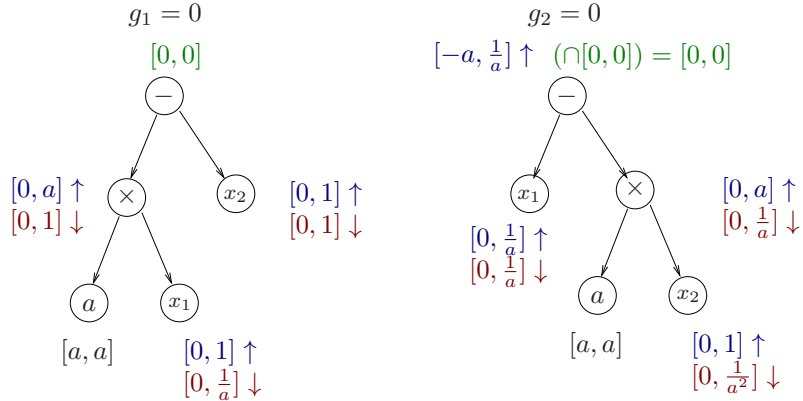 g₁ = 0
[0, 0]
−
[0, a] ↑
[0, 1] ↓
×
x₂
[0, 1] ↑
[0, 1] ↓
a
x₁
[a, a]
[0, 1] ↑
[0, 1/a] ↓
g₂ = 0
[−a, 1/a] ↑ (∩[0, 0]) = [0, 0]
−
x₁
×
[0, a] ↑
[0, 1/a] ↓
[0, 1/a] ↑
[0, 1/a] ↓
a
x₂
[a, a]
[0, 1] ↑
[0, 1/a²] ↓